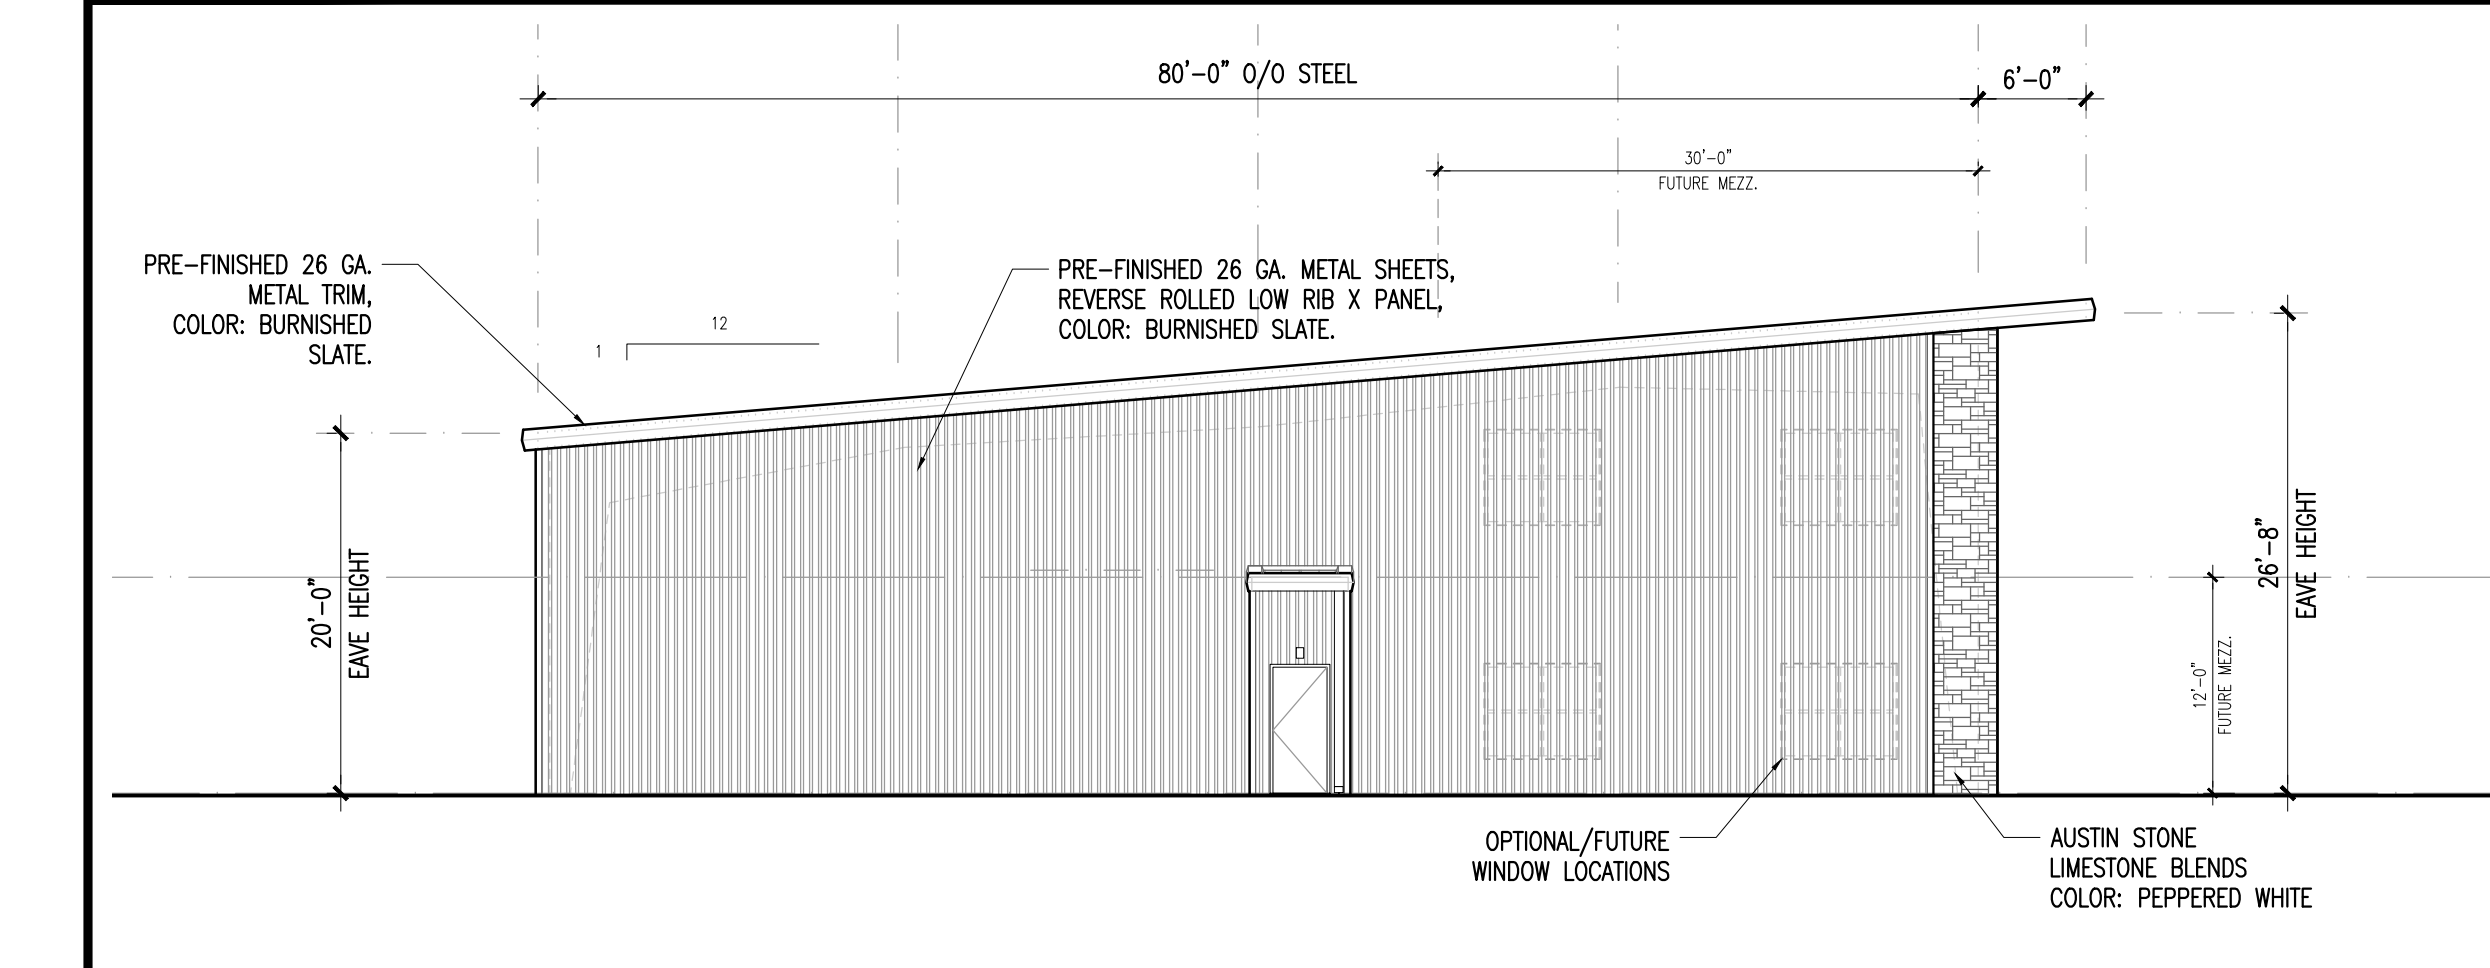 80'-0" O/O STEEL
6'-0"
30'-0"
FUTURE MEZZ.
PRE-FINISHED 26 GA.
METAL TRIM,
COLOR: BURNISHED
SLATE.
12
1
PRE-FINISHED 26 GA. METAL SHEETS,
REVERSE ROLLED LOW RIB X PANEL,
COLOR: BURNISHED SLATE.
20'-0"
EAVE HEIGHT
26'-8"
EAVE HEIGHT
12'-0"
FUTURE MEZZ.
OPTIONAL/FUTURE
WINDOW LOCATIONS
AUSTIN STONE
LIMESTONE BLENDS
COLOR: PEPPERED WHITE